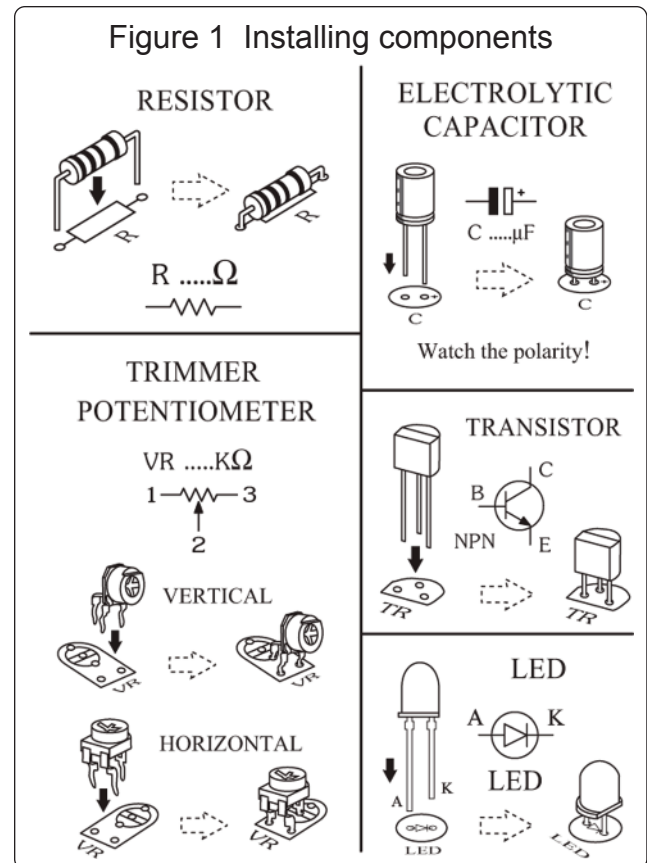 Figure 1 Installing components
RESISTOR
R
R
R .....Ω
ELECTROLYTIC
CAPACITOR
+
C .....µF
+
C
+
C
Watch the polarity!
TRIMMER
POTENTIOMETER
VR .....KΩ
1 3
2
VERTICAL
VR
VR
HORIZONTAL
VR
VR
TRANSISTOR
C
B
NPN E
TR
TR
LED
A K
LED
A K
LED
LED